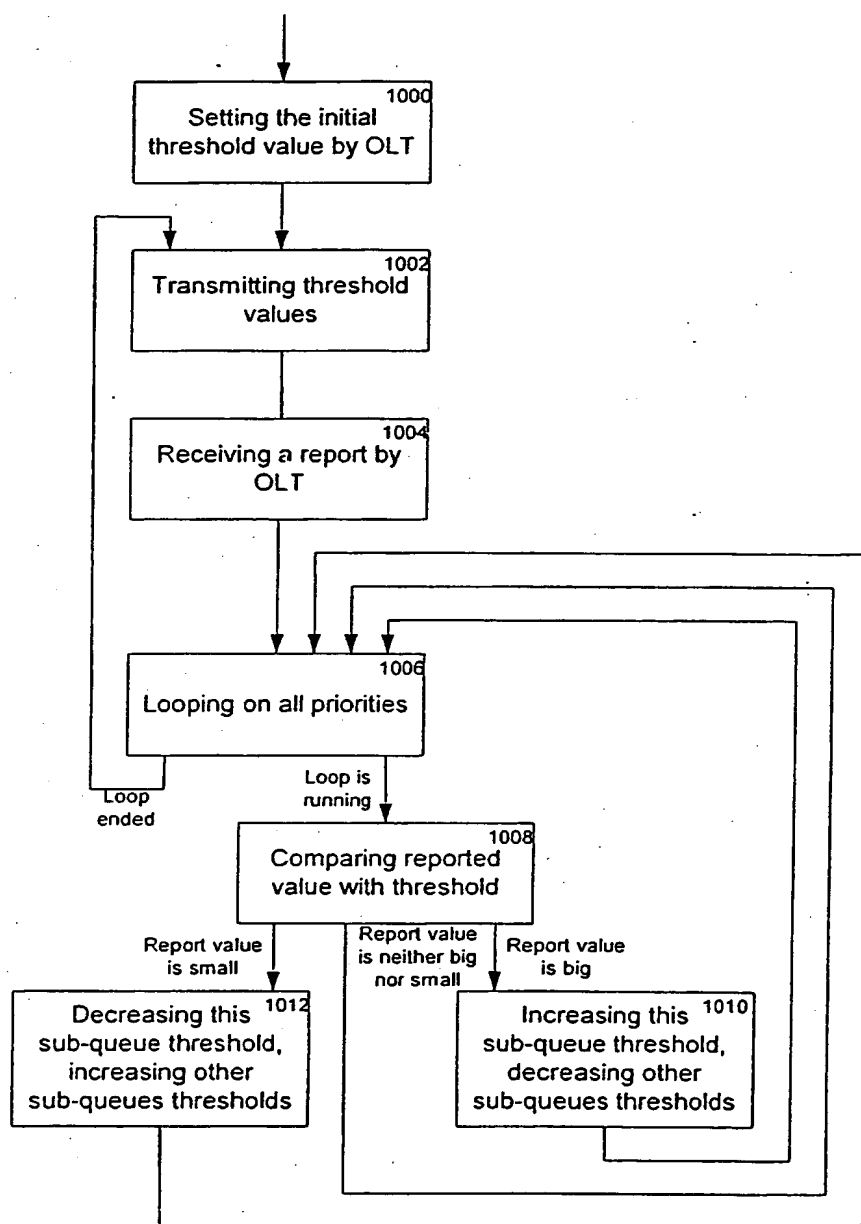 1000
Setting the initial
threshold value by OLT
1002
Transmitting threshold
values
1004
Receiving a report by
OLT
1006
Looping on all priorities
Loop
ended
Loop is
running
1008
Comparing reported
value with threshold
Report value
is small
Report value
is neither big
nor small
Report value
is big
1012
Decreasing this
sub-queue threshold,
increasing other
sub-queues thresholds
1010
Increasing this
sub-queue threshold,
decreasing other
sub-queues thresholds